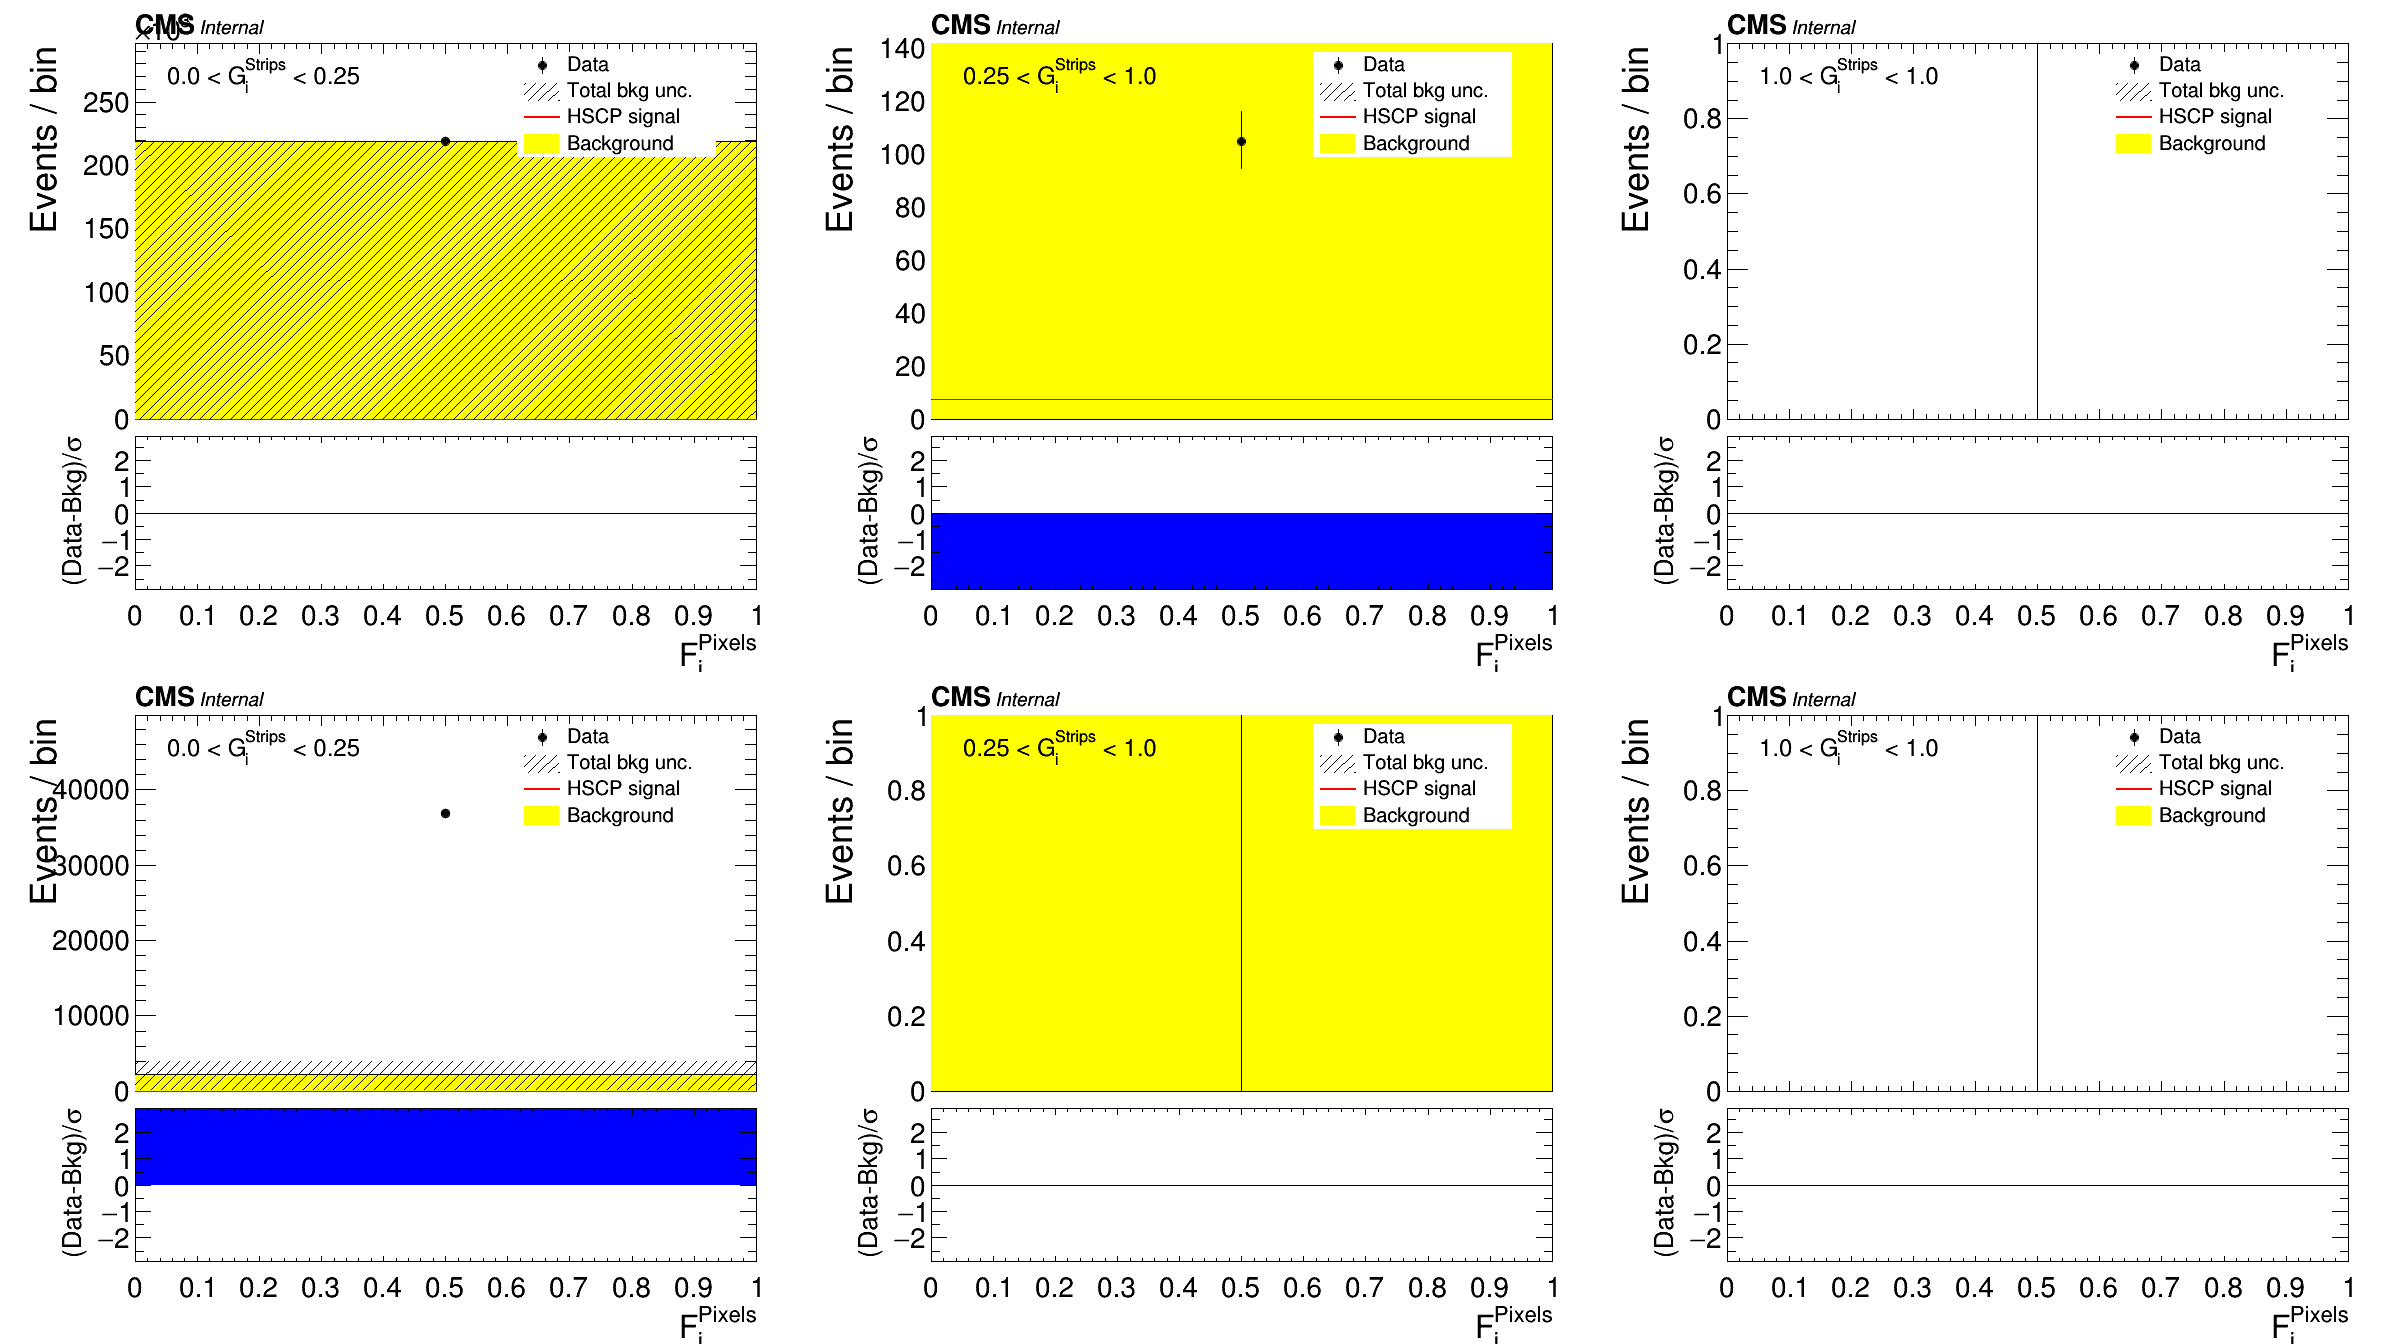 CMS Internal
×10³
Events / bin
0.0 < G_i^Strips < 0.25
Data
Total bkg unc.
HSCP signal
Background
250
200
150
100
50
0
(Data-Bkg)/σ
2
1
0
−1
−2
0 0.1 0.2 0.3 0.4 0.5 0.6 0.7 0.8 0.9 1
F_i^Pixels
CMS Internal
Events / bin
0.25 < G_i^Strips < 1.0
Data
Total bkg unc.
HSCP signal
Background
140
120
100
80
60
40
20
0
(Data-Bkg)/σ
2
1
0
−1
−2
0 0.1 0.2 0.3 0.4 0.5 0.6 0.7 0.8 0.9 1
F_i^Pixels
CMS Internal
Events / bin
1.0 < G_i^Strips < 1.0
Data
Total bkg unc.
HSCP signal
Background
1
0.8
0.6
0.4
0.2
0
(Data-Bkg)/σ
2
1
0
−1
−2
0 0.1 0.2 0.3 0.4 0.5 0.6 0.7 0.8 0.9 1
F_i^Pixels
CMS Internal
Events / bin
0.0 < G_i^Strips < 0.25
Data
Total bkg unc.
HSCP signal
Background
40000
30000
20000
10000
0
(Data-Bkg)/σ
2
1
0
−1
−2
0 0.1 0.2 0.3 0.4 0.5 0.6 0.7 0.8 0.9 1
F_i^Pixels
CMS Internal
Events / bin
0.25 < G_i^Strips < 1.0
Data
Total bkg unc.
HSCP signal
Background
1
0.8
0.6
0.4
0.2
0
(Data-Bkg)/σ
2
1
0
−1
−2
0 0.1 0.2 0.3 0.4 0.5 0.6 0.7 0.8 0.9 1
F_i^Pixels
CMS Internal
Events / bin
1.0 < G_i^Strips < 1.0
Data
Total bkg unc.
HSCP signal
Background
1
0.8
0.6
0.4
0.2
0
(Data-Bkg)/σ
2
1
0
−1
−2
0 0.1 0.2 0.3 0.4 0.5 0.6 0.7 0.8 0.9 1
F_i^Pixels